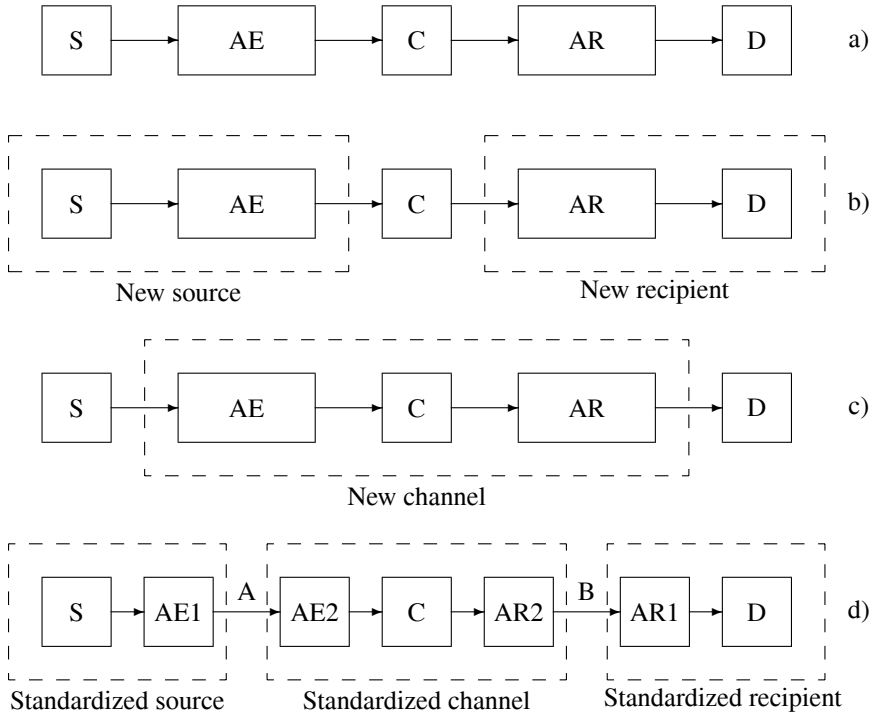 S AE C AR D a)
S AE C AR D b)
New source New recipient
S AE C AR D c)
New channel
A B
S AE1 AE2 C AR2 AR1 D d)
Standardized source Standardized channel Standardized recipient